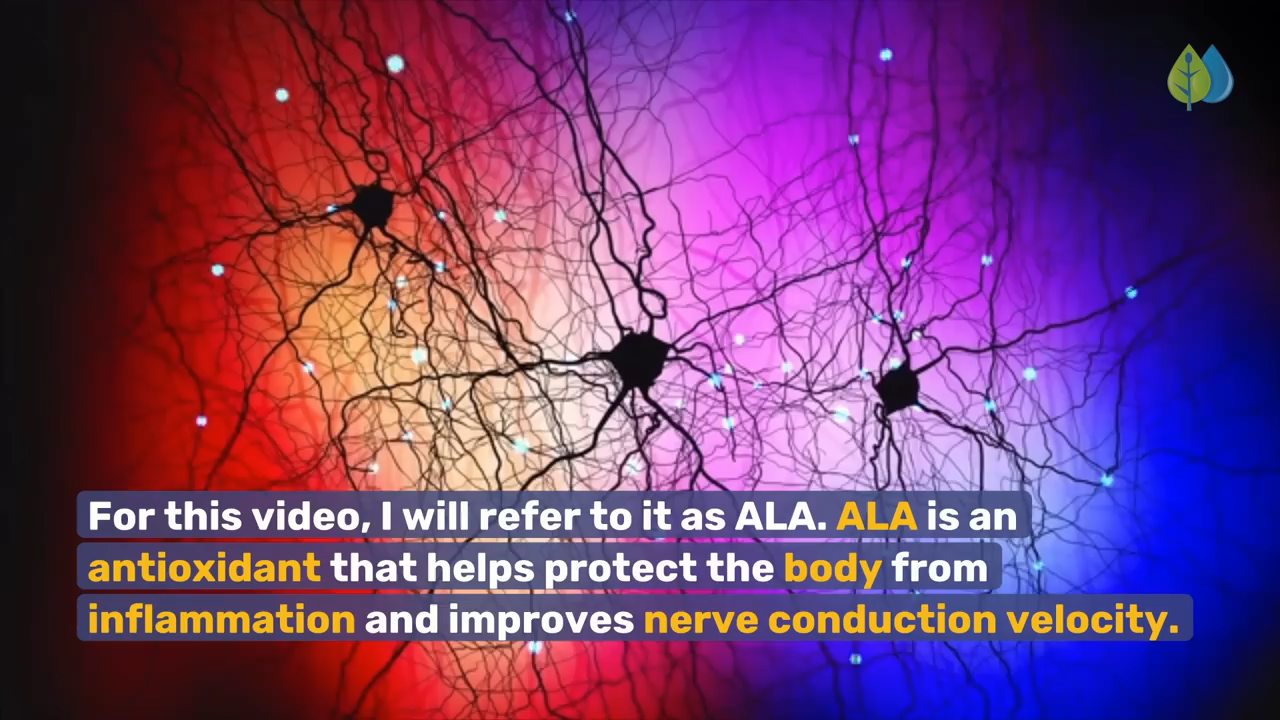 For this video, I will refer to it as ALA. ALA is an
antioxidant that helps protect the body from
inflammation and improves nerve conduction velocity.